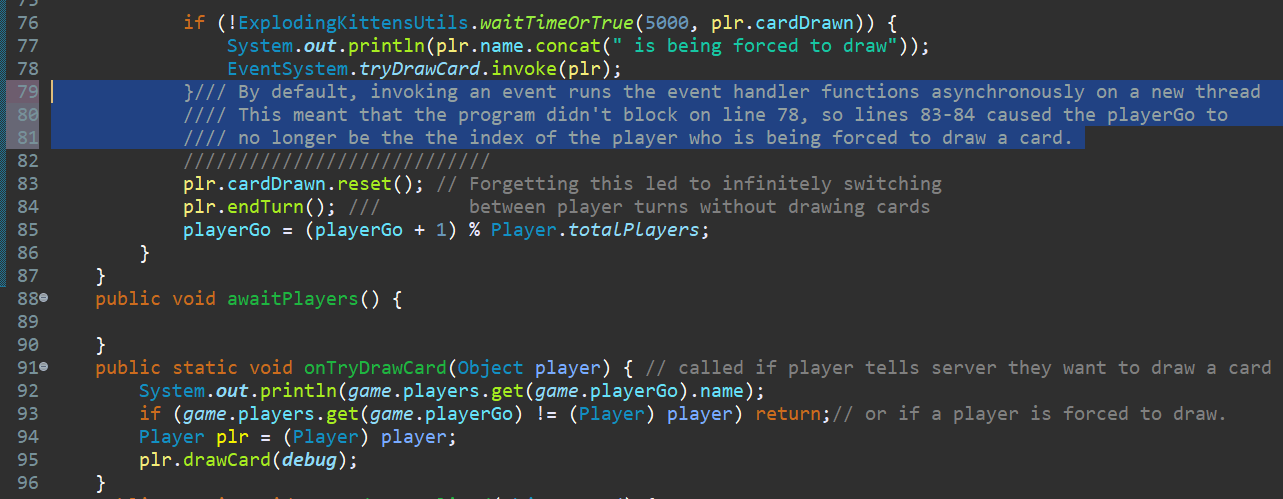 75
76 if (!ExplodingKittensUtils.waitTimeOrTrue(5000, plr.cardDrawn)) {
77 System.out.println(plr.name.concat(" is being forced to draw"));
78 EventSystem.tryDrawCard.invoke(plr);
79 }/// By default, invoking an event runs the event handler functions asynchronously on a new thread
80 //// This meant that the program didn't block on line 78, so lines 83-84 caused the playerGo to
81 //// no longer be the the index of the player who is being forced to draw a card.
82 ////////////////////////////
83 plr.cardDrawn.reset(); // Forgetting this led to infinitely switching
84 plr.endTurn(); /// between player turns without drawing cards
85 playerGo = (playerGo + 1) % Player.totalPlayers;
86 }
87 }
88 public void awaitPlayers() {
89
90 }
91 public static void onTryDrawCard(Object player) { // called if player tells server they want to draw a card
92 System.out.println(game.players.get(game.playerGo).name);
93 if (game.players.get(game.playerGo) != (Player) player) return;// or if a player is forced to draw.
94 Player plr = (Player) player;
95 plr.drawCard(debug);
96 }